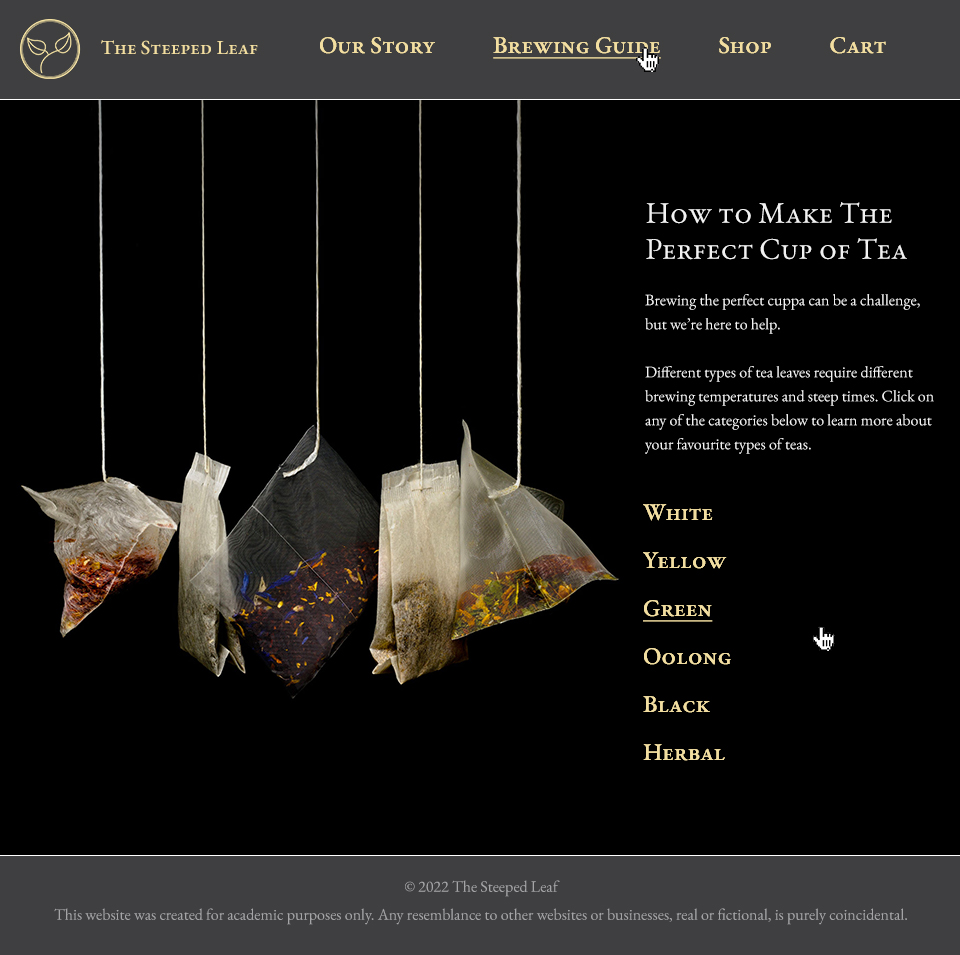 The Steeped Leaf
Our Story
Brewing Guide
Shop
Cart
How to Make The
Perfect Cup of Tea
Brewing the perfect cuppa can be a challenge,
but we’re here to help.
Different types of tea leaves require different
brewing temperatures and steep times. Click on
any of the categories below to learn more about
your favourite types of teas.
White
Yellow
Green
Oolong
Black
Herbal
© 2022 The Steeped Leaf
This website was created for academic purposes only. Any resemblance to other websites or businesses, real or fictional, is purely coincidental.